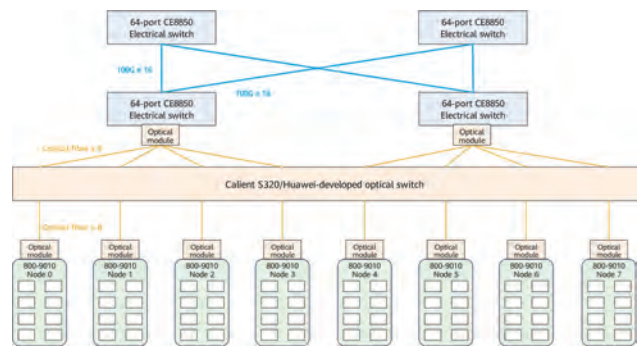 64-port CE8850
Electrical switch
64-port CE8850
Electrical switch
100G x 16
100G x 16
64-port CE8850
Electrical switch
64-port CE8850
Electrical switch
Optical
module
Optical
module
Optical fiber x 8
Calient S320/Huawei-developed optical switch
Optical fiber x 8
Optical
module
Optical
module
Optical
module
Optical
module
Optical
module
Optical
module
Optical
module
Optical
module
800-9010
Node 0
800-9010
Node 1
800-9010
Node 2
800-9010
Node 3
800-9010
Node 4
800-9010
Node 5
800-9010
Node 6
800-9010
Node 7